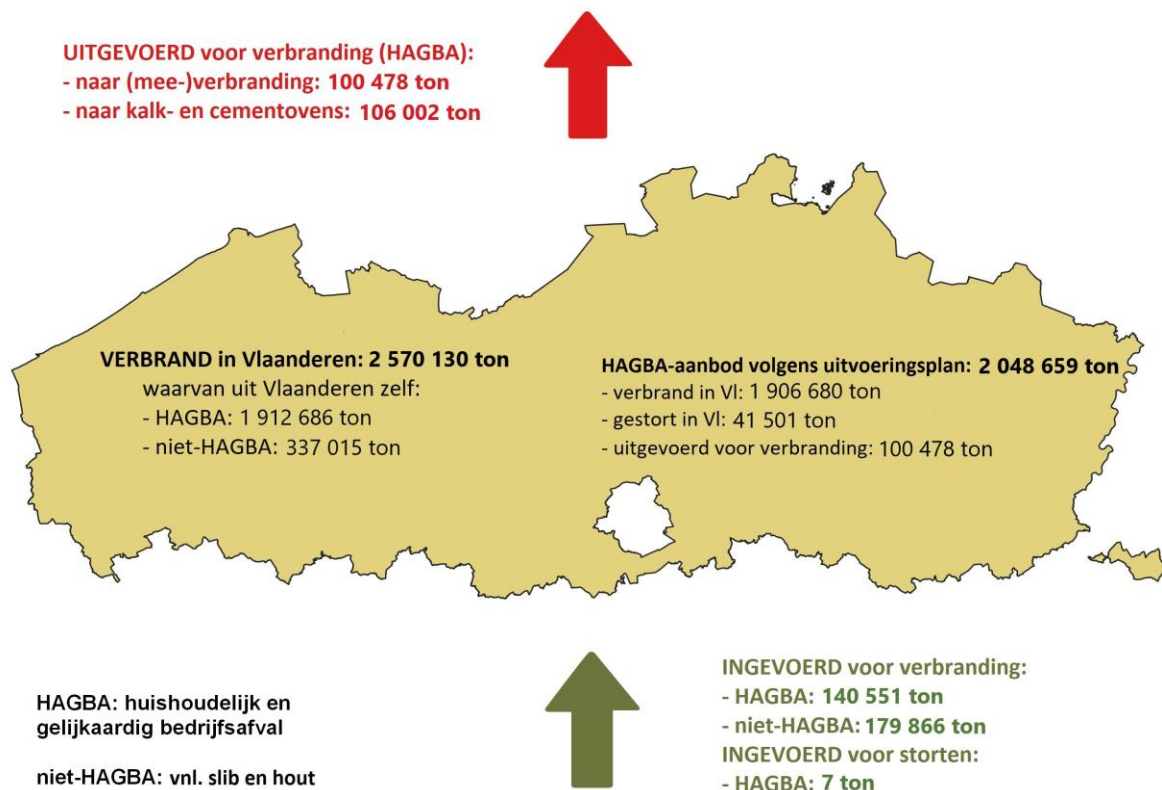 UITGEVOERD voor verbranding (HAGBA):
- naar (mee-)verbranding: 100 478 ton
- naar kalk- en cementovens: 106 002 ton
VERBRAND in Vlaanderen: 2 570 130 ton
waarvan uit Vlaanderen zelf:
- HAGBA: 1 912 686 ton
- niet-HAGBA: 337 015 ton
HAGBA-aanbod volgens uitvoeringsplan: 2 048 659 ton
- verbrand in Vl: 1 906 680 ton
- gestort in Vl: 41 501 ton
- uitgevoerd voor verbranding: 100 478 ton
HAGBA: huishoudelijk en
gelijkaardig bedrijfsafval
niet-HAGBA: vnl. slib en hout
INGEVOERD voor verbranding:
- HAGBA: 140 551 ton
- niet-HAGBA: 179 866 ton
INGEVOERD voor storten:
- HAGBA: 7 ton